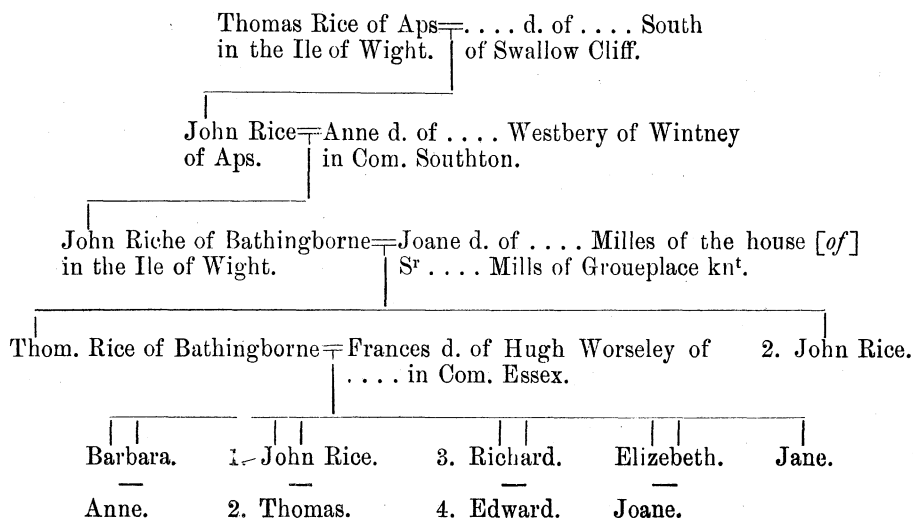 Thomas Rice of Aps=.... d. of .... South
in the Ile of Wight. of Swallow Cliff.
John Rice=Anne d. of .... Westbery of Wintney
of Aps. in Com. Southton.
John Riche of Bathingborne=Joane d. of .... Milles of the house [of]
in the Ile of Wight. Sr .... Mills of Groueplace knt.
Thom. Rice of Bathingborne=Frances d. of Hugh Worseley of 2. John Rice.
.... in Com. Essex.
Barbara. 1. John Rice. 3. Richard. Elizebeth. Jane.
Anne. 2. Thomas. 4. Edward. Joane.